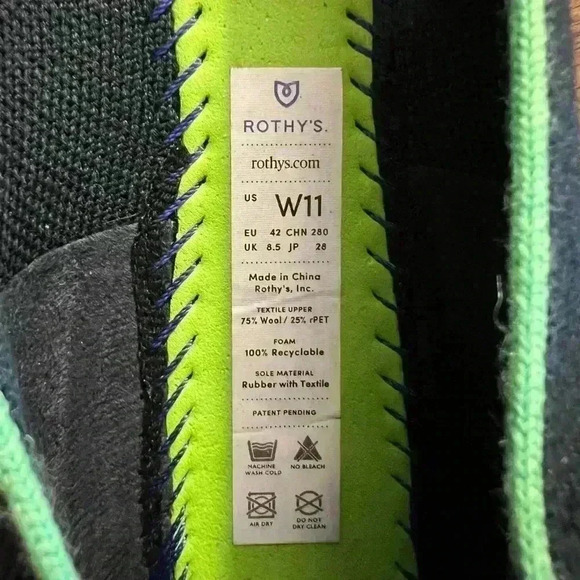 ROTHY'S.
rothys.com
US W11
EU 42 CHN 280
UK 8.5 JP 28
Made in China
Rothy's, Inc.
TEXTILE UPPER
75% Wool / 25% rPET
FOAM
100% Recyclable
SOLE MATERIAL
Rubber with Textile
PATENT PENDING
MACHINE WASH COLD
NO BLEACH
AIR DRY
DO NOT DRY CLEAN